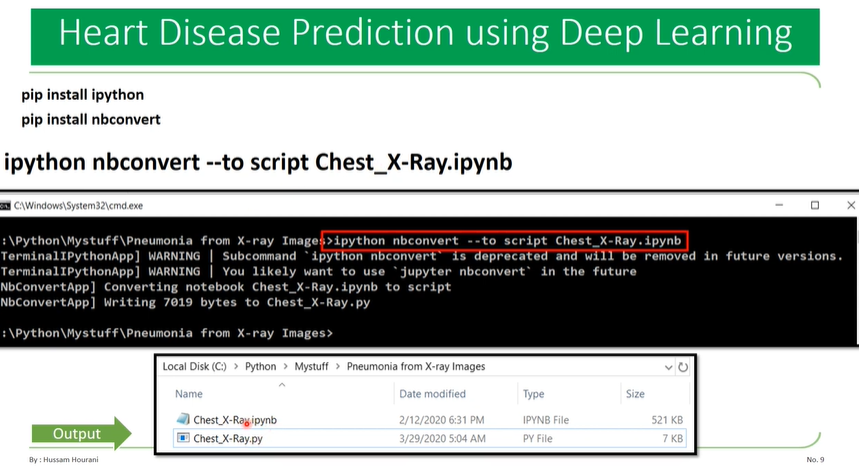 Heart Disease Prediction using Deep Learning
pip install ipython
pip install nbconvert
ipython nbconvert --to script Chest_X-Ray.ipynb
C:\Windows\System32\cmd.exe
:\Python\Mystuff\Pneumonia from X-ray Images>ipython nbconvert --to script Chest_X-Ray.ipynb
TerminalIPythonApp] WARNING | Subcommand `ipython nbconvert` is deprecated and will be removed in future versions.
TerminalIPythonApp] WARNING | You likely want to use `jupyter nbconvert` in the future
NbConvertApp] Converting notebook Chest_X-Ray.ipynb to script
NbConvertApp] Writing 7019 bytes to Chest_X-Ray.py
:\Python\Mystuff\Pneumonia from X-ray Images>
Local Disk (C:) > Python > Mystuff > Pneumonia from X-ray Images
Name Date modified Type Size
Chest_X-Ray.ipynb 2/12/2020 6:31 PM IPYNB File 521 KB
Chest_X-Ray.py 3/29/2020 5:04 AM PY File 7 KB
Output
By : Hussam Hourani No. 9